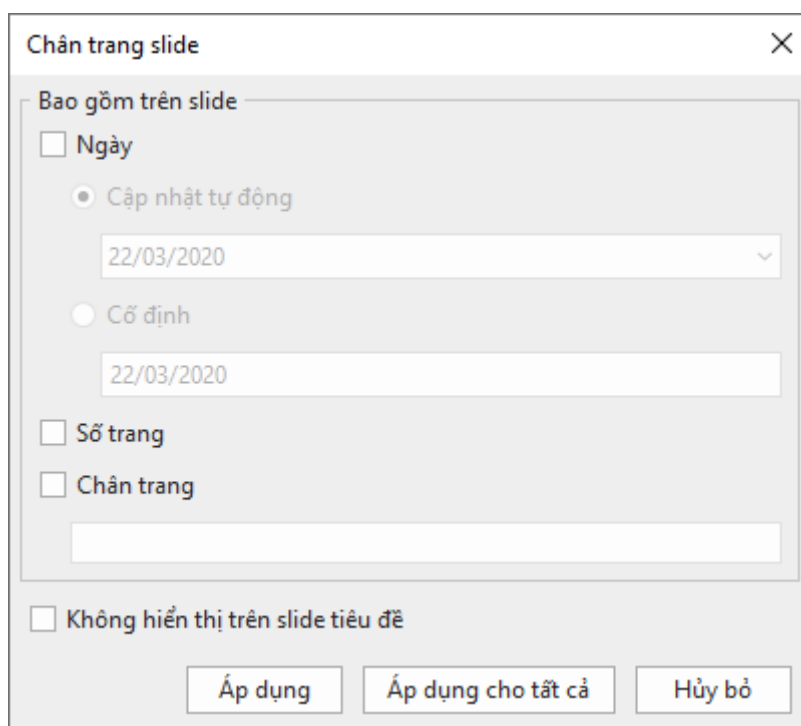 Chân trang slide
Bao gồm trên slide
Ngày
Cập nhật tự động
22/03/2020
Cố định
22/03/2020
Số trang
Chân trang
Không hiển thị trên slide tiêu đề
Áp dụng
Áp dụng cho tất cả
Hủy bỏ